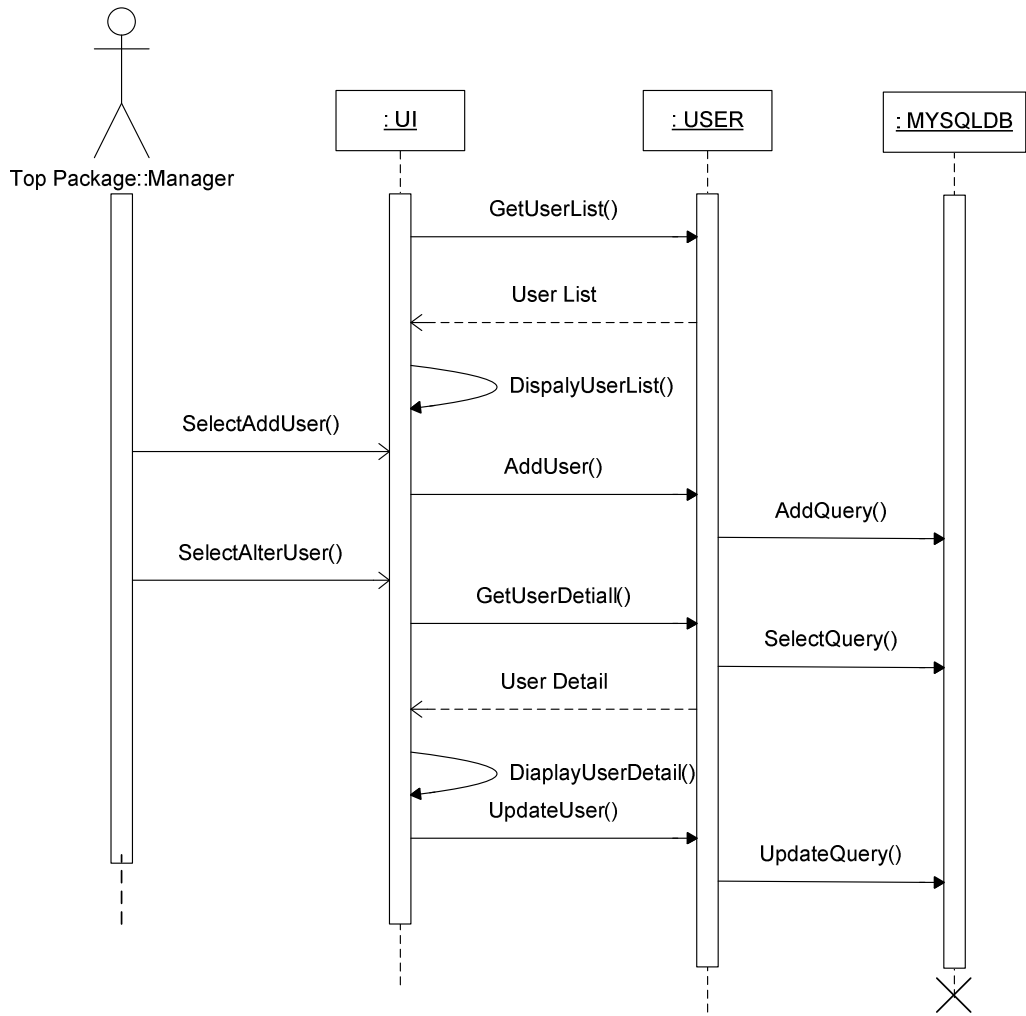 : UI
: USER
: MYSQLDB
Top Package::Manager
GetUserList()
User List
DispalyUserList()
SelectAddUser()
AddUser()
AddQuery()
SelectAlterUser()
GetUserDetiall()
SelectQuery()
User Detail
DiaplayUserDetail()
UpdateUser()
UpdateQuery()